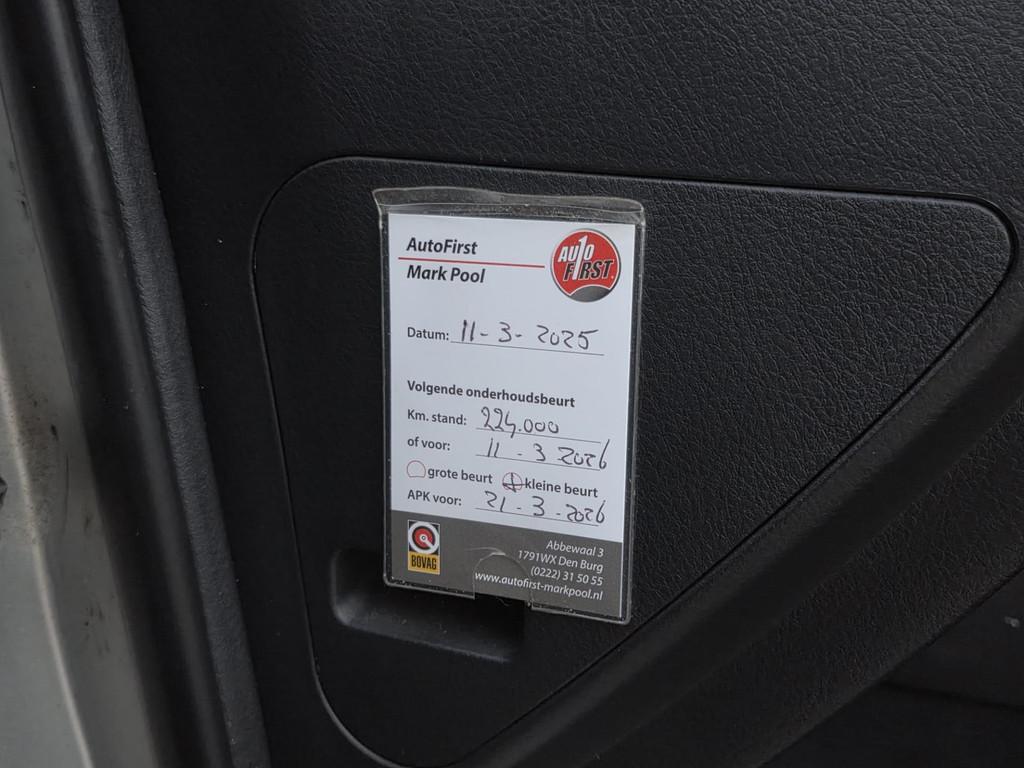 AutoFirst
Mark Pool
AUTO
FIRST
Datum: 11-3-2025
Volgende onderhoudsbeurt
Km. stand: 224.000
of voor: 11-3 2026
grote beurt kleine beurt
APK voor: 21-3-2026
BOVAG
Abbewaal 3
1791WX Den Burg
(0222) 31 50 55
www.autofirst-markpool.nl